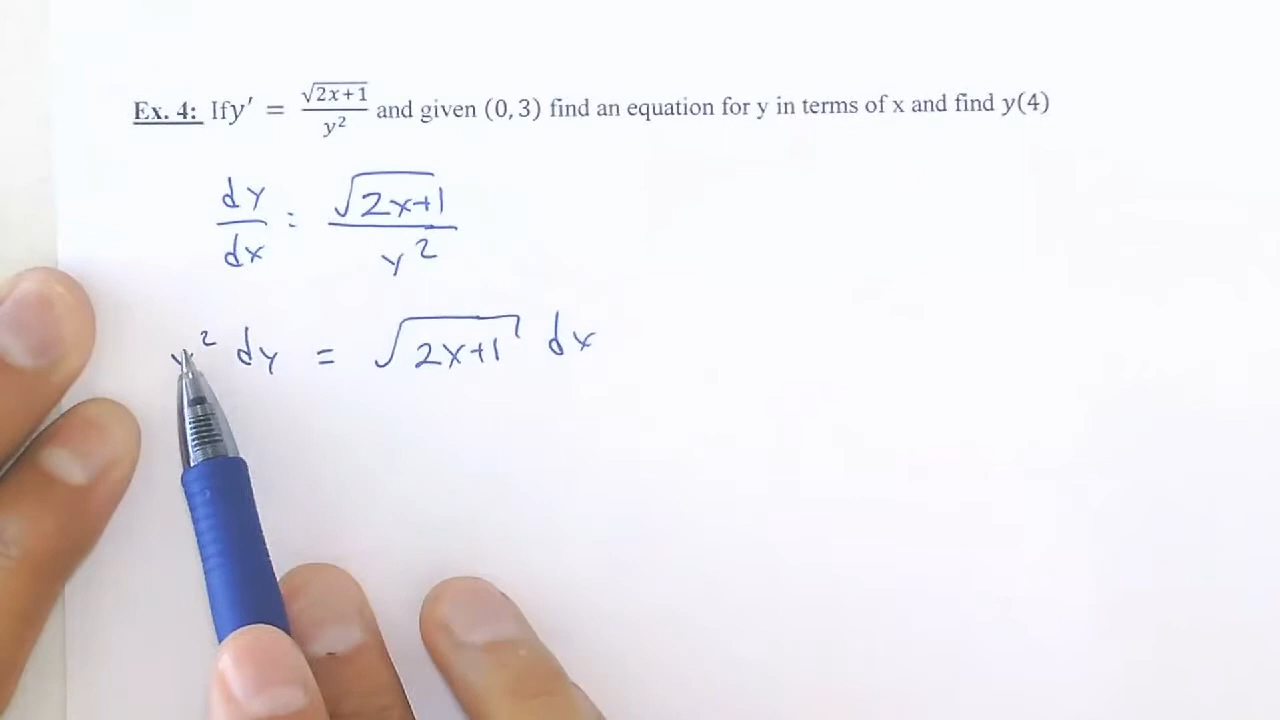 Ex. 4: Ify′ = √(2x+1)/y² and given (0, 3) find an equation for y in terms of x and find y(4)
dy/dx = √(2x+1)/y²
y² dy = √(2x+1) dx